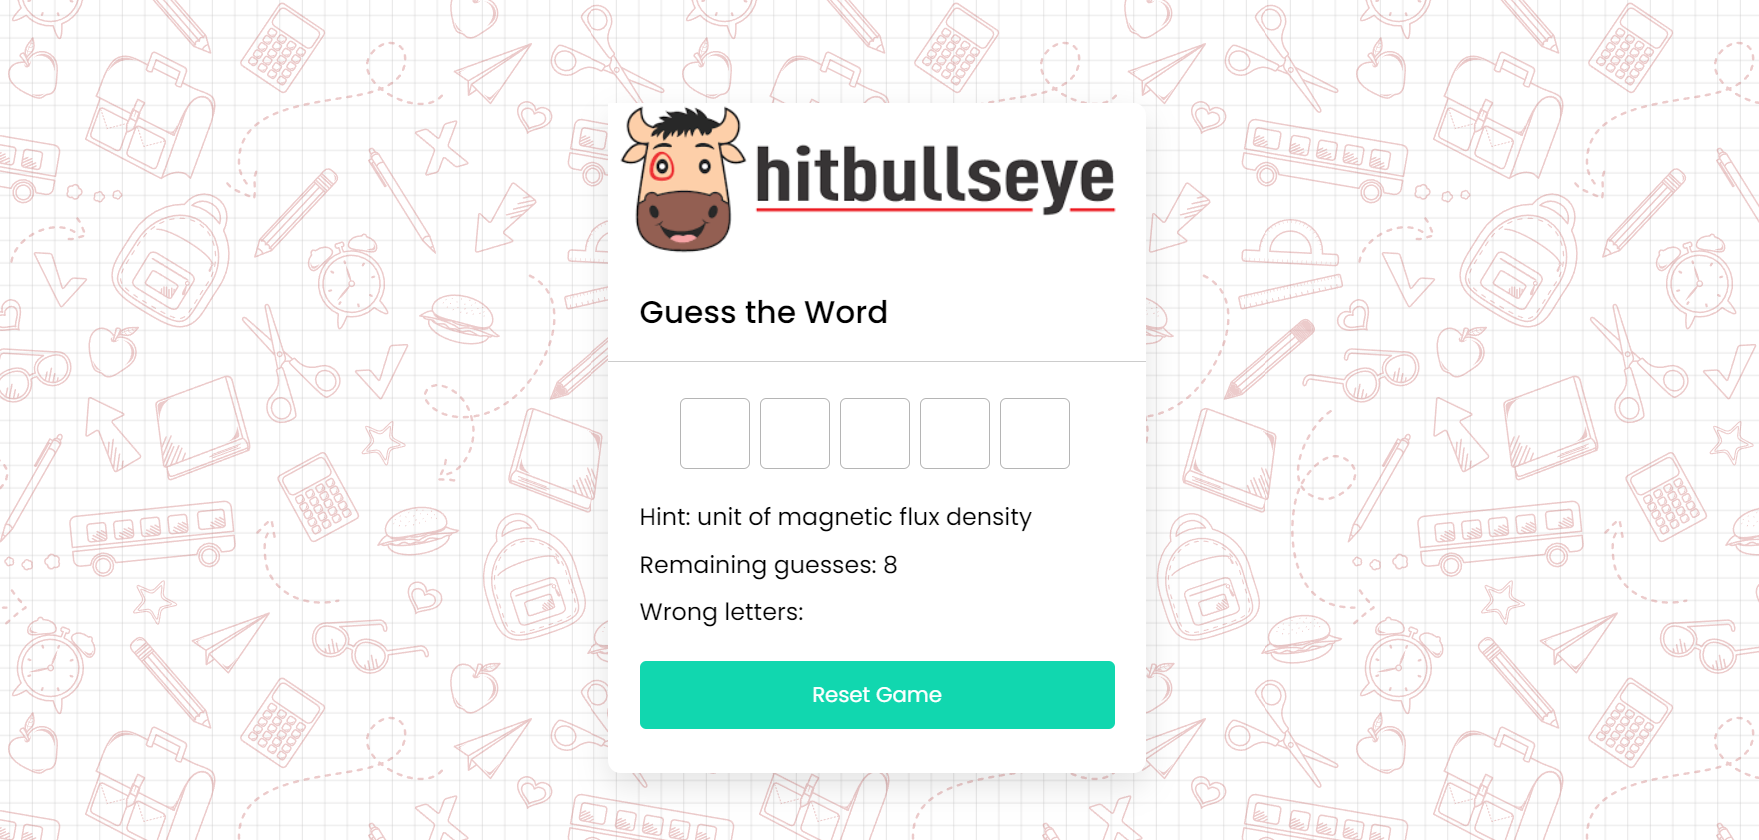 hitbullseye
Guess the Word
Hint: unit of magnetic flux density
Remaining guesses: 8
Wrong letters:
Reset Game